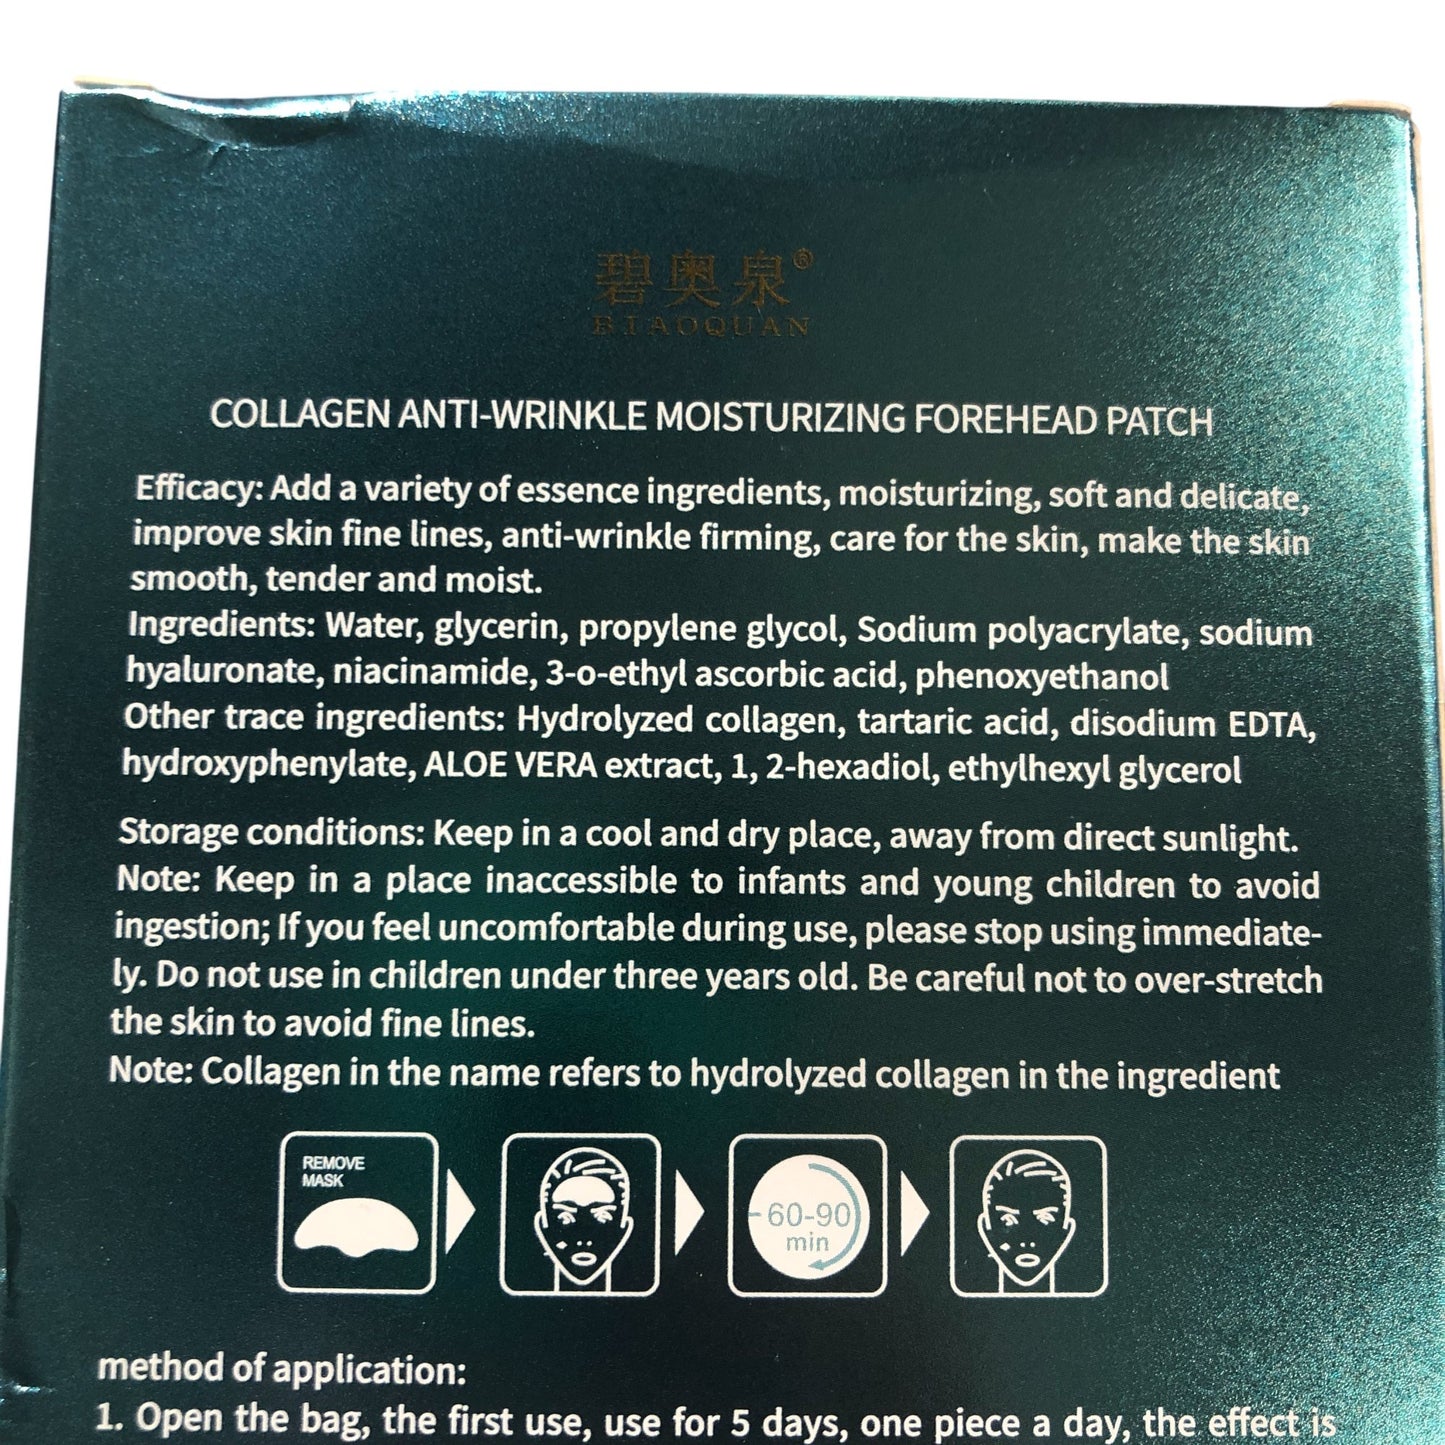 碧奥泉®
BIAOQUAN
COLLAGEN ANTI-WRINKLE MOISTURIZING FOREHEAD PATCH
Efficacy: Add a variety of essence ingredients, moisturizing, soft and delicate,
improve skin fine lines, anti-wrinkle firming, care for the skin, make the skin
smooth, tender and moist.
Ingredients: Water, glycerin, propylene glycol, Sodium polyacrylate, sodium
hyaluronate, niacinamide, 3-o-ethyl ascorbic acid, phenoxyethanol
Other trace ingredients: Hydrolyzed collagen, tartaric acid, disodium EDTA,
hydroxyphenylate, ALOE VERA extract, 1, 2-hexadiol, ethylhexyl glycerol
Storage conditions: Keep in a cool and dry place, away from direct sunlight.
Note: Keep in a place inaccessible to infants and young children to avoid
ingestion; If you feel uncomfortable during use, please stop using immediate-
ly. Do not use in children under three years old. Be careful not to over-stretch
the skin to avoid fine lines.
Note: Collagen in the name refers to hydrolyzed collagen in the ingredient
REMOVE
MASK
60-90
min
method of application:
1. Open the bag, the first use, use for 5 days, one piece a day, the effect is